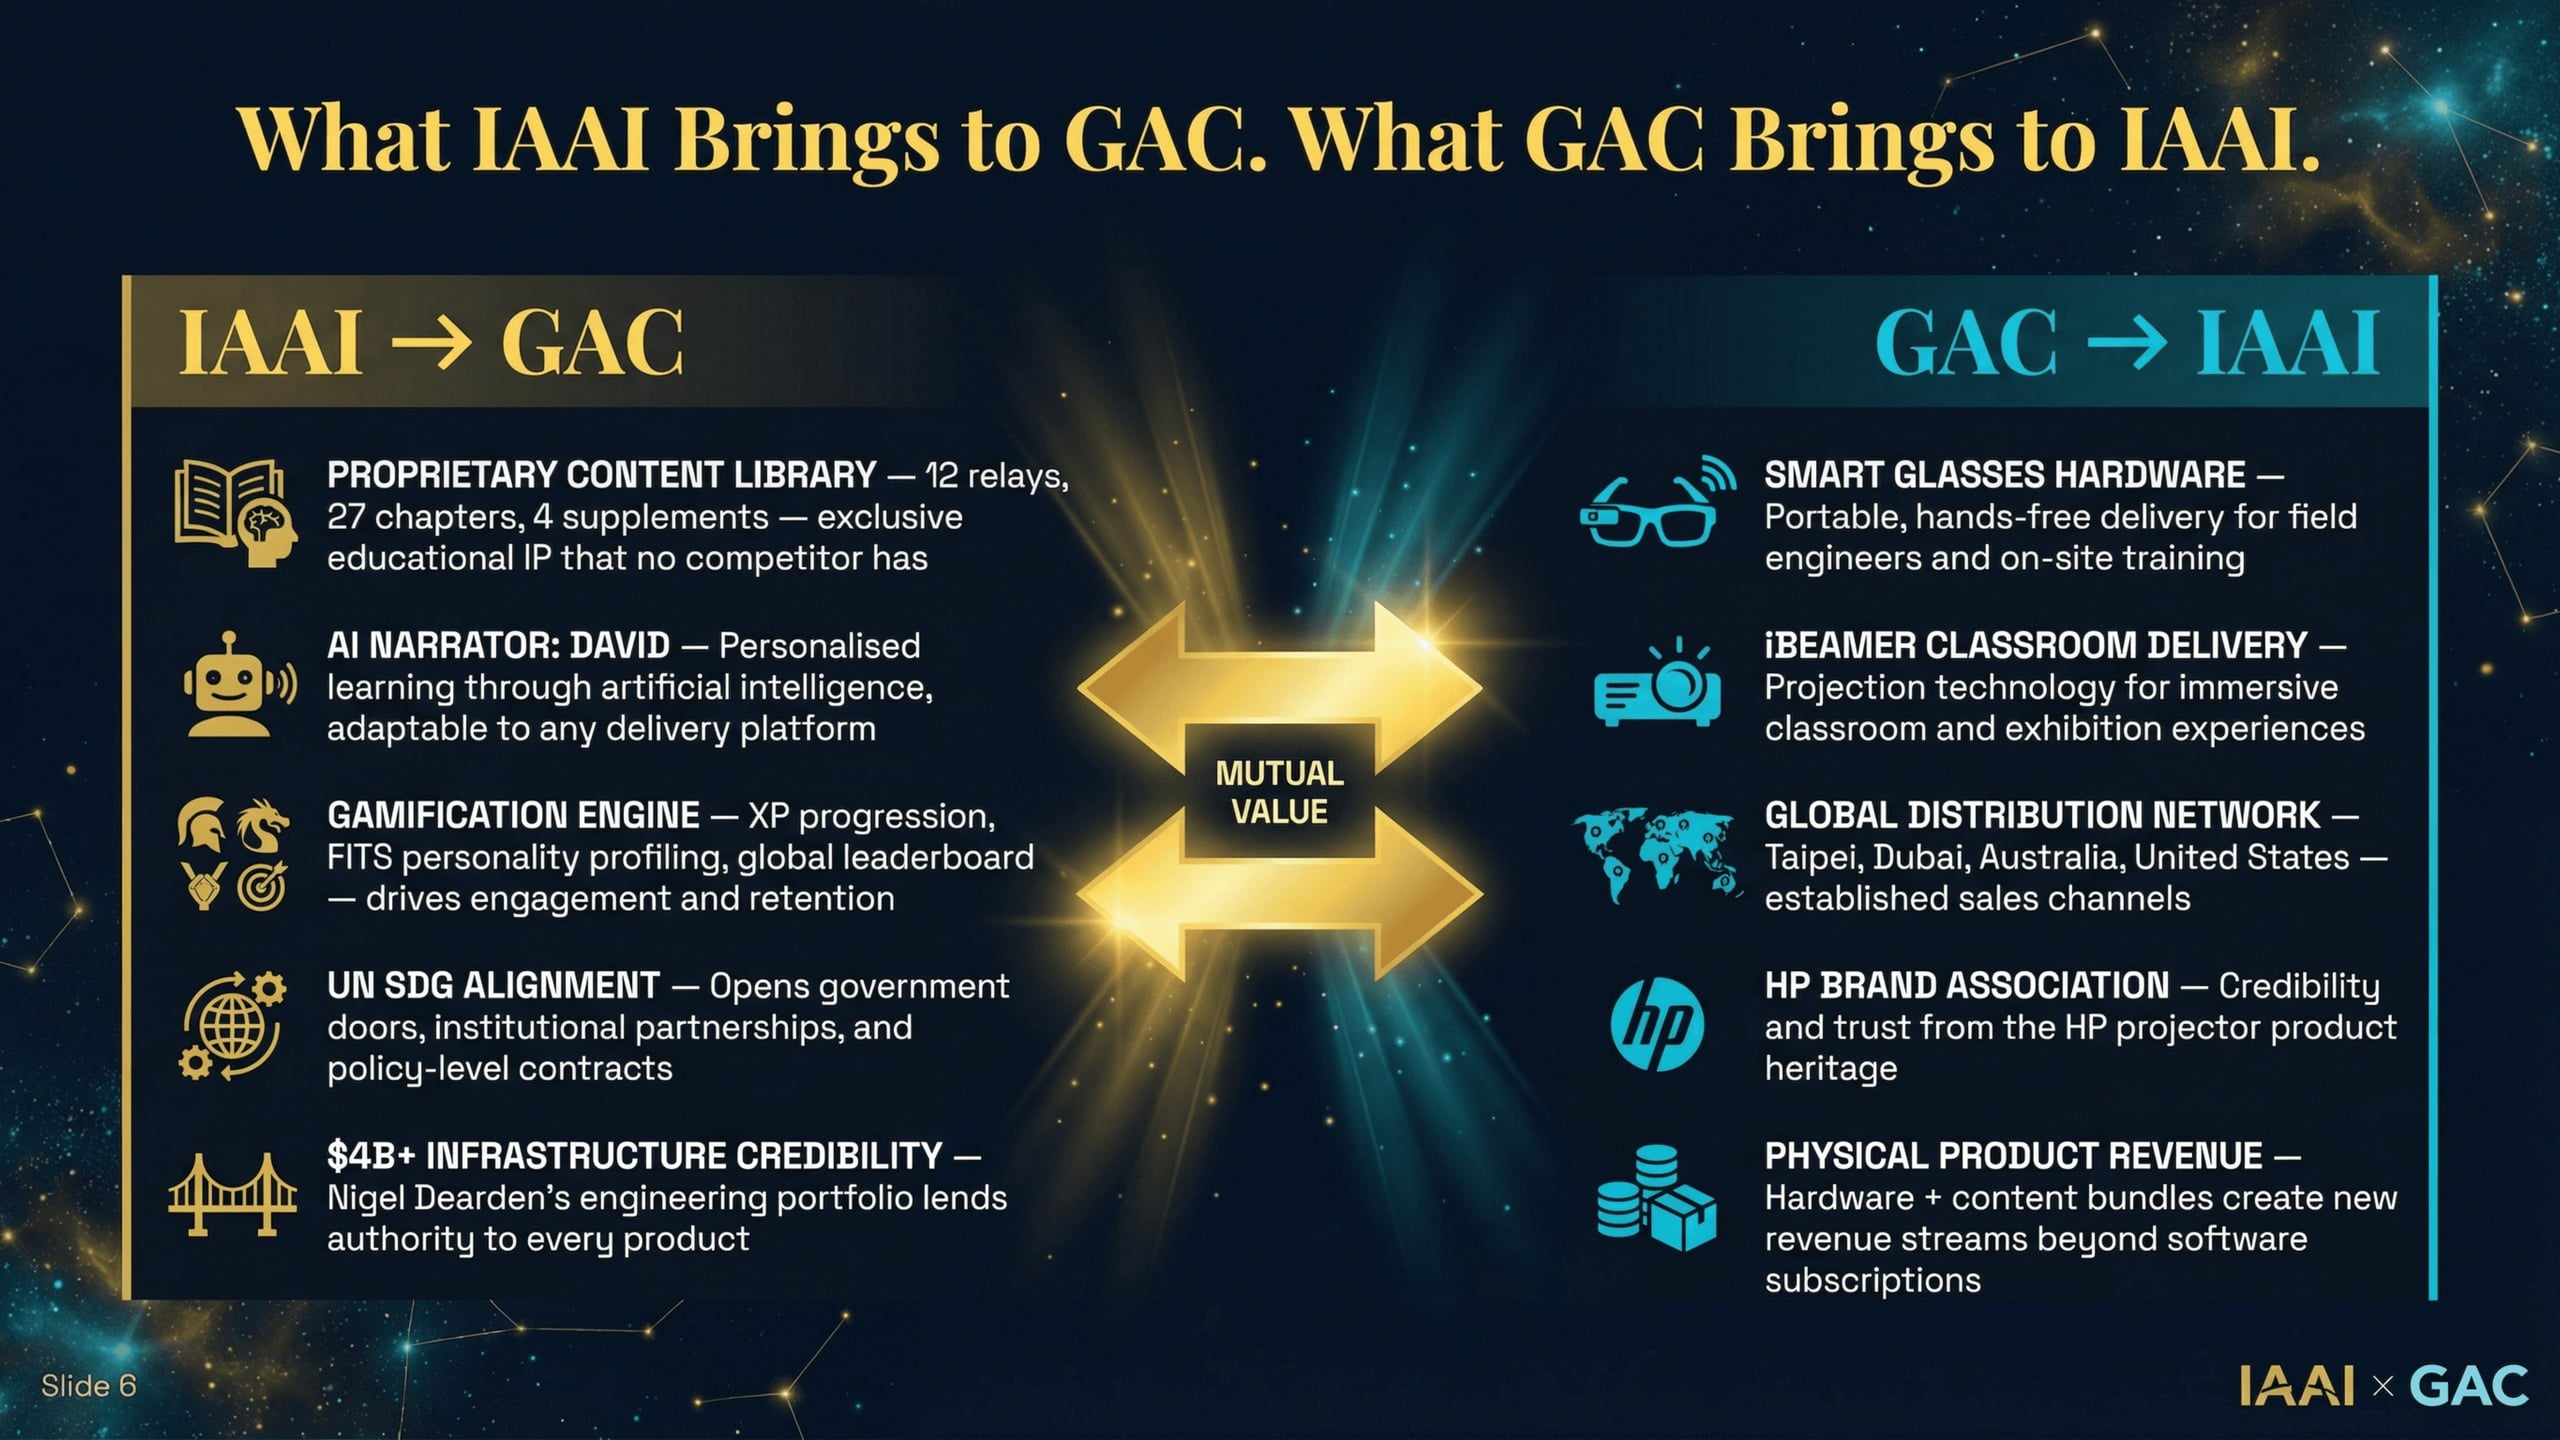 What IAAI Brings to GAC. What GAC Brings to IAAI.
IAAI → GAC
PROPRIETARY CONTENT LIBRARY — 12 relays,
27 chapters, 4 supplements — exclusive
educational IP that no competitor has
AI NARRATOR: DAVID — Personalised
learning through artificial intelligence,
adaptable to any delivery platform
GAMIFICATION ENGINE — XP progression,
FITS personality profiling, global leaderboard
— drives engagement and retention
UN SDG ALIGNMENT — Opens government
doors, institutional partnerships, and
policy-level contracts
$4B+ INFRASTRUCTURE CREDIBILITY —
Nigel Dearden's engineering portfolio lends
authority to every product
MUTUAL
VALUE
GAC → IAAI
SMART GLASSES HARDWARE —
Portable, hands-free delivery for field
engineers and on-site training
iBEAMER CLASSROOM DELIVERY —
Projection technology for immersive
classroom and exhibition experiences
GLOBAL DISTRIBUTION NETWORK —
Taipei, Dubai, Australia, United States —
established sales channels
hp
HP BRAND ASSOCIATION — Credibility
and trust from the HP projector product
heritage
PHYSICAL PRODUCT REVENUE —
Hardware + content bundles create new
revenue streams beyond software
subscriptions
Slide 6
IAAI × GAC